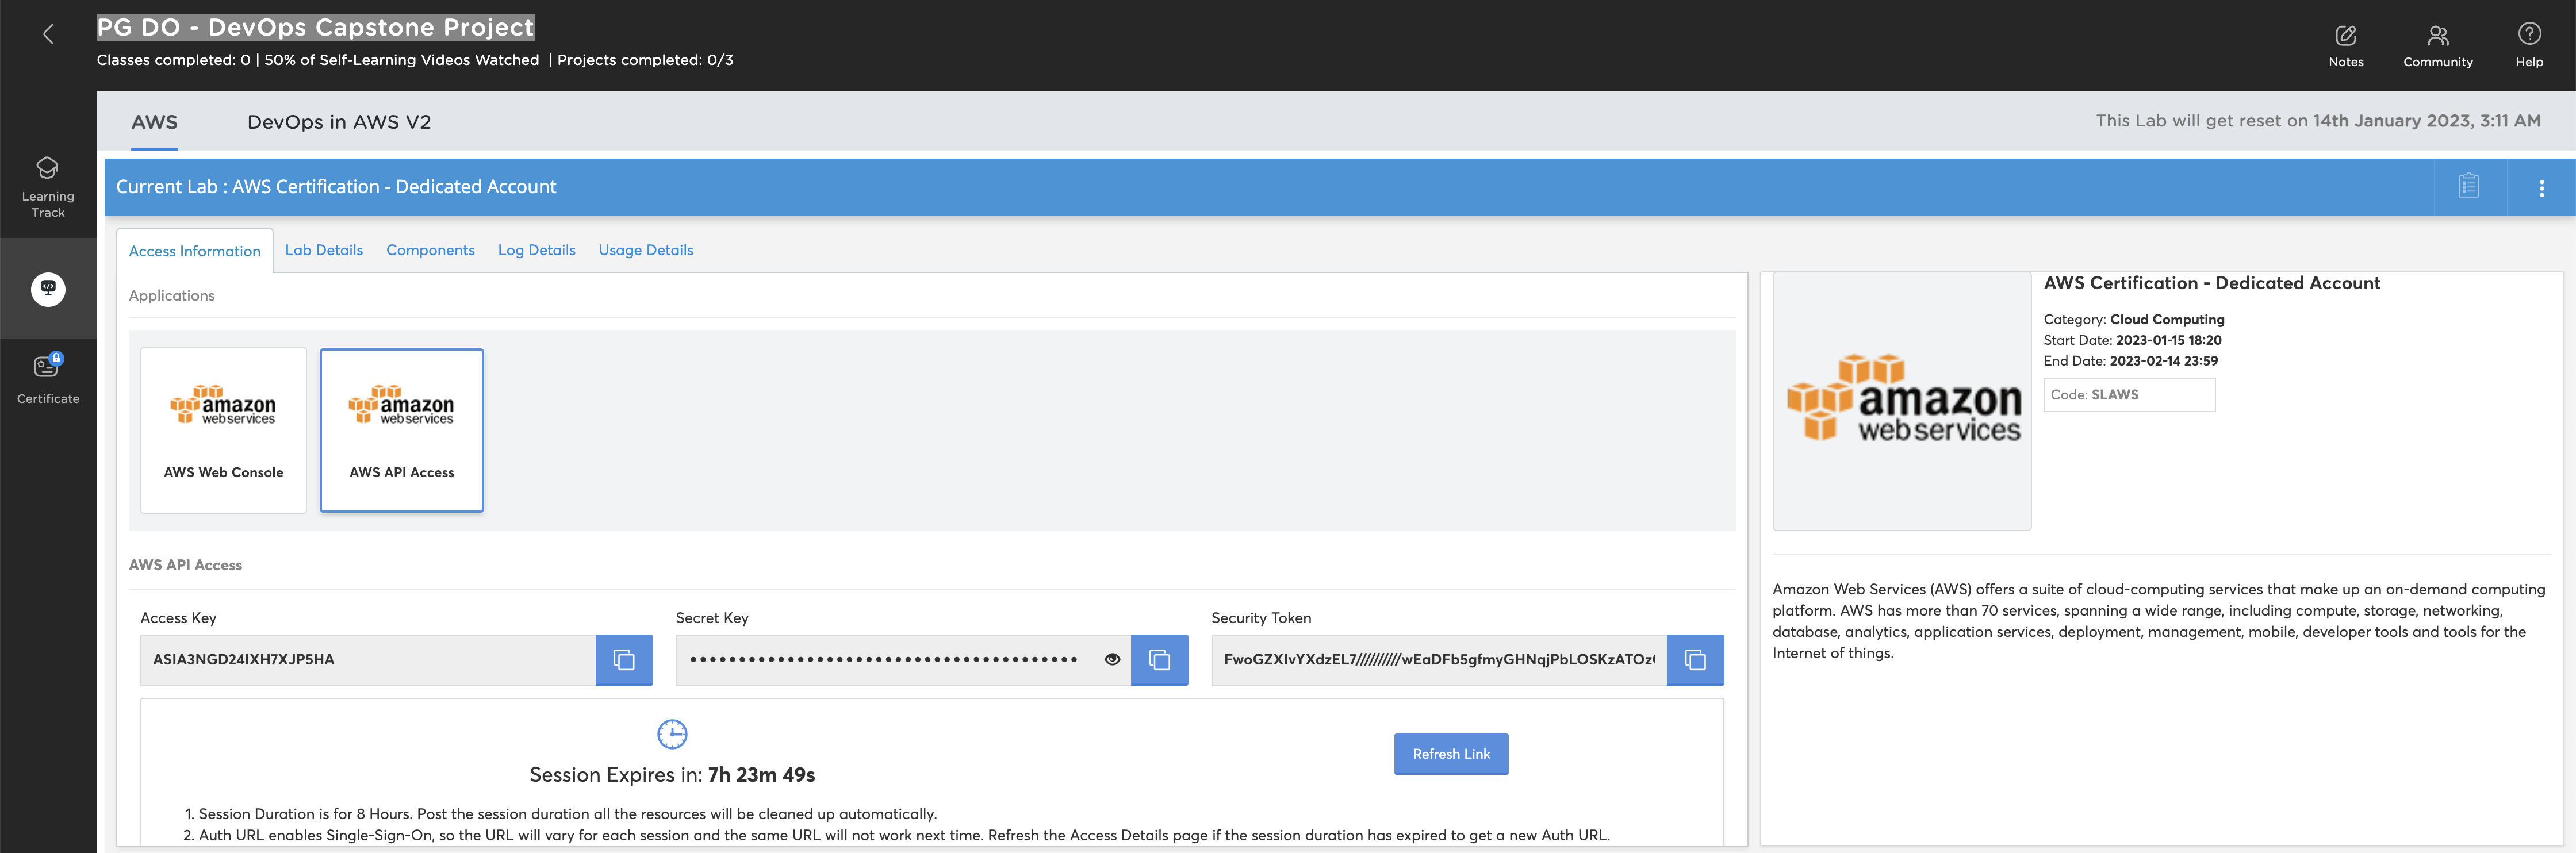 PG DO - DevOps Capstone Project
Classes completed: 0 | 50% of Self-Learning Videos Watched | Projects completed: 0/3
Notes
Community
Help
AWS
DevOps in AWS V2
This Lab will get reset on 14th January 2023, 3:11 AM
Learning
Track
Certificate
Current Lab : AWS Certification - Dedicated Account
Access Information
Lab Details
Components
Log Details
Usage Details
Applications
amazon
web services
AWS Web Console
amazon
web services
AWS API Access
AWS API Access
Access Key
ASIA3NGD24IXH7XJP5HA
Secret Key
Security Token
FwoGZXIvYXdzEL7//////////wEaDFb5gfmyGHNqjPbLOSKzATOz
Session Expires in: 7h 23m 49s
Refresh Link
1. Session Duration is for 8 Hours. Post the session duration all the resources will be cleaned up automatically.
2. Auth URL enables Single-Sign-On, so the URL will vary for each session and the same URL will not work next time. Refresh the Access Details page if the session duration has expired to get a new Auth URL.
amazon
web services
AWS Certification - Dedicated Account
Category: Cloud Computing
Start Date: 2023-01-15 18:20
End Date: 2023-02-14 23:59
Code: SLAWS
Amazon Web Services (AWS) offers a suite of cloud-computing services that make up an on-demand computing
platform. AWS has more than 70 services, spanning a wide range, including compute, storage, networking,
database, analytics, application services, deployment, management, mobile, developer tools and tools for the
Internet of things.